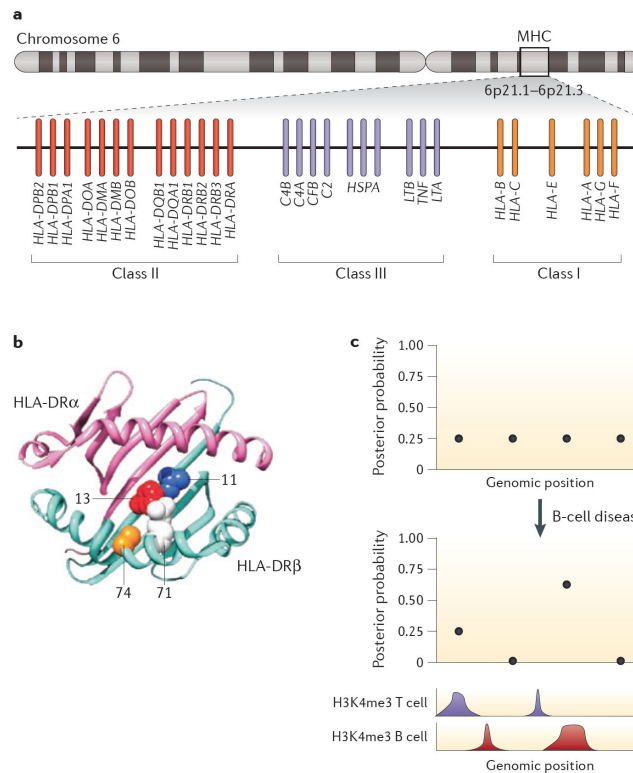 a
Chromosome 6
MHC
6p21.1–6p21.3
HLA-DPB2
HLA-DPB1
HLA-DPA1
HLA-DOA
HLA-DMA
HLA-DMB
HLA-DOB
HLA-DQB1
HLA-DQA1
HLA-DRB1
HLA-DRB2
HLA-DRB3
HLA-DRA
C4B
C4A
CFB
C2
HSPA
LTB
TNF
LTA
HLA-B
HLA-C
HLA-E
HLA-A
HLA-G
HLA-F
Class II
Class III
Class I
b
HLA-DRα
11
13
HLA-DRβ
74
71
c
Posterior probability
1.00
0.75
0.50
0.25
0
Genomic position
B-cell diseas
Posterior probability
1.00
0.75
0.50
0.25
0
H3K4me3 T cell
H3K4me3 B cell
Genomic position